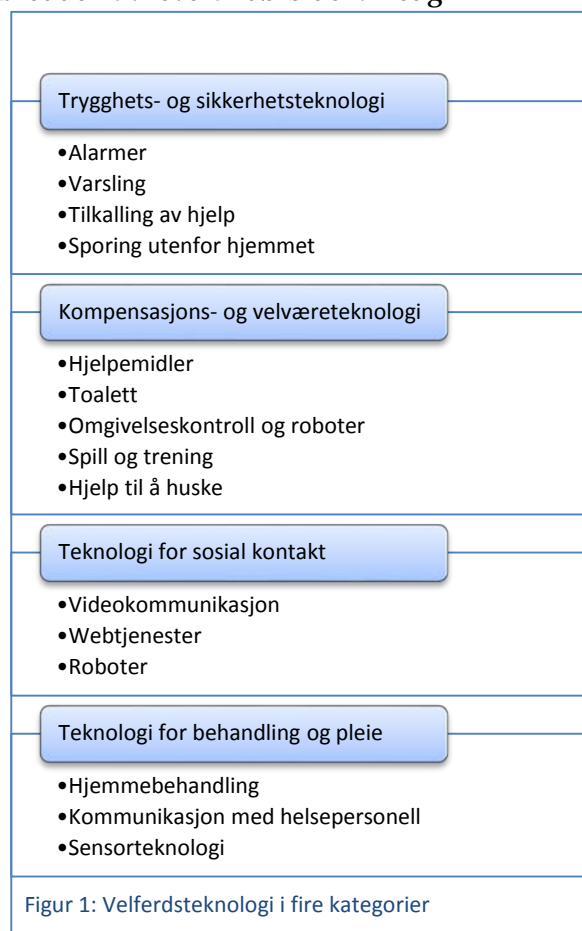 Trygghets- og sikkerhetsteknologi
•Alarmer
•Varsling
•Tilkalling av hjelp
•Sporing utenfor hjemmet
Kompensasjons- og velværeteknologi
•Hjelpemidler
•Toalett
•Omgivelseskontroll og roboter
•Spill og trening
•Hjelp til å huske
Teknologi for sosial kontakt
•Videokommunikasjon
•Webtjenester
•Roboter
Teknologi for behandling og pleie
•Hjemmebehandling
•Kommunikasjon med helsepersonell
•Sensorteknologi
Figur 1: Velferdsteknologi i fire kategorier